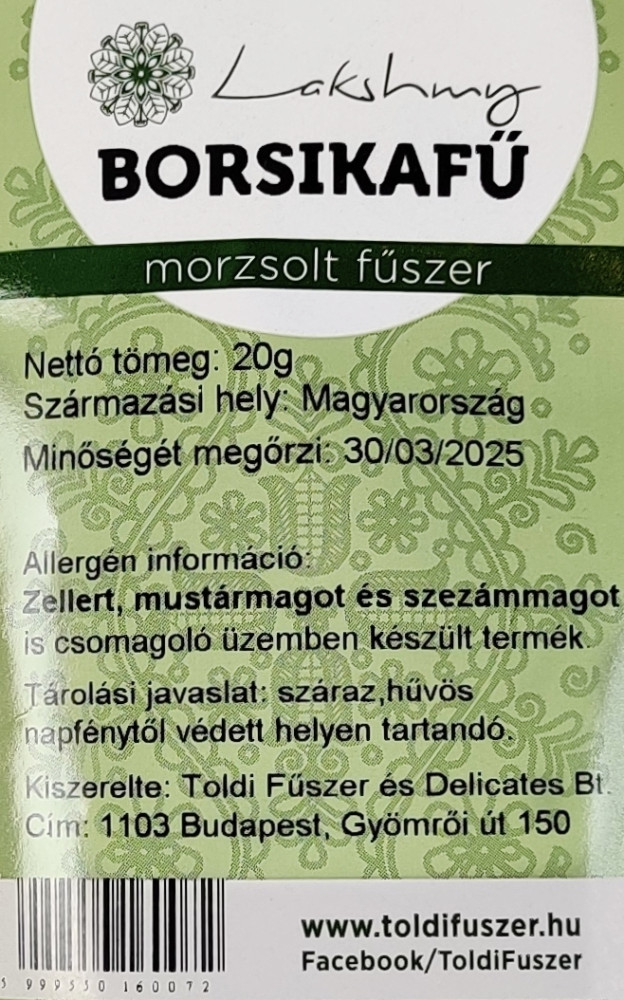 Lakshmy
BORSIKAFŰ
morzsolt fűszer
Nettó tömeg: 20g
Származási hely: Magyarország
Minőségét megőrzi: 30/03/2025
Allergén információ:
Zellert, mustármagot és szezámmagot
is csomagoló üzemben készült termék.
Tárolási javaslat: száraz,hűvös
napfénytől védett helyen tartandó.
Kiszerelte: Toldi Fűszer és Delicates Bt.
Cím: 1103 Budapest, Gyömrői út 150
www.toldifuszer.hu
Facebook/ToldiFuszer
5 999550 160072